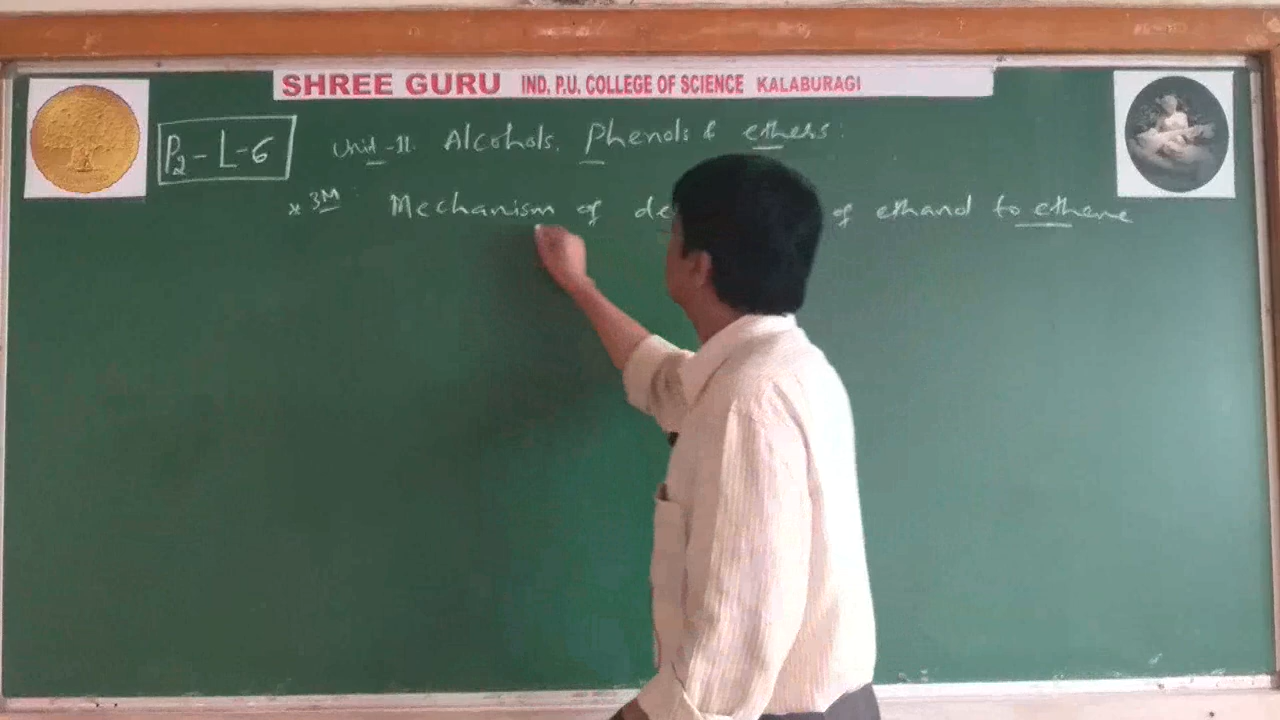 SHREE GURU IND. P.U. COLLEGE OF SCIENCE KALABURAGI
P2-L-6
Unit-11. Alcohols. Phenols & ethers:
* 3M: Mechanism of de of ethanol to ethene